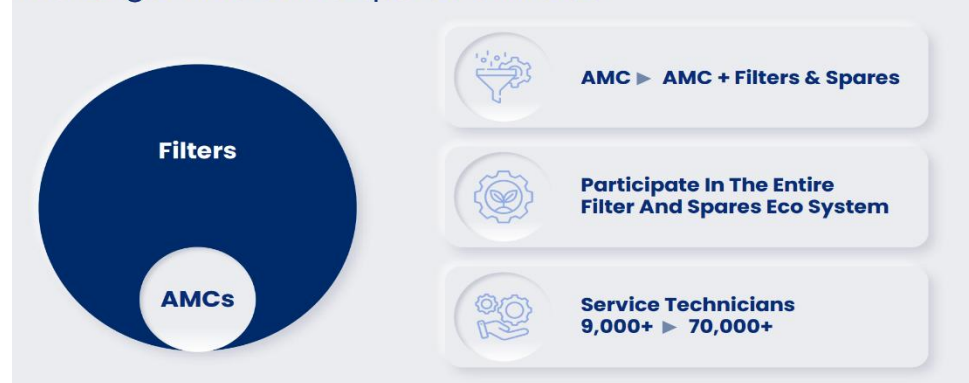 Filters
AMCs
AMC ▶ AMC + Filters & Spares
Participate In The Entire
Filter And Spares Eco System
Service Technicians
9,000+ ▶ 70,000+